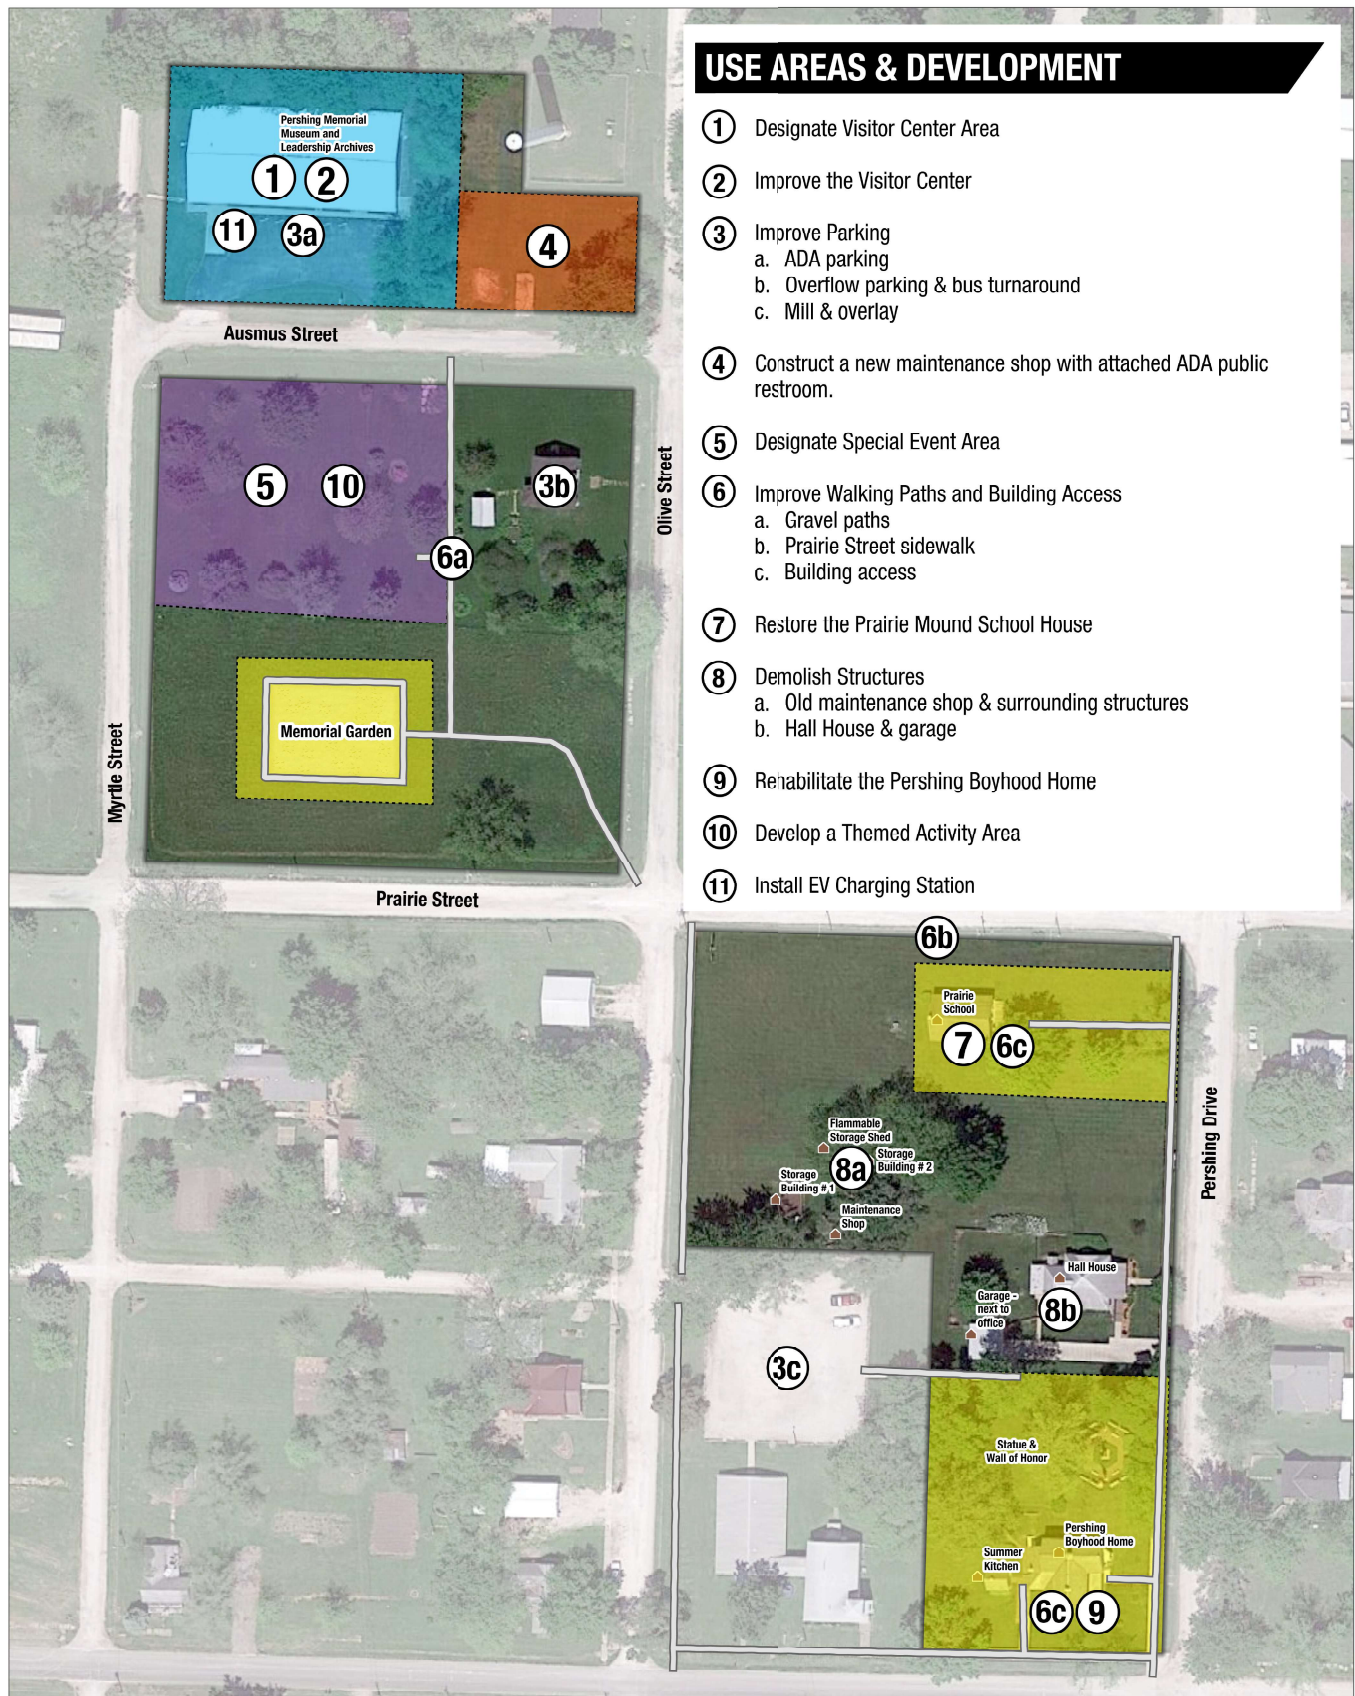 USE AREAS & DEVELOPMENT
1 Designate Visitor Center Area
2 Improve the Visitor Center
3 Improve Parking
a. ADA parking
b. Overflow parking & bus turnaround
c. Mill & overlay
4 Construct a new maintenance shop with attached ADA public
restroom.
5 Designate Special Event Area
6 Improve Walking Paths and Building Access
a. Gravel paths
b. Prairie Street sidewalk
c. Building access
7 Restore the Prairie Mound School House
8 Demolish Structures
a. Old maintenance shop & surrounding structures
b. Hall House & garage
9 Rehabilitate the Pershing Boyhood Home
10 Develop a Themed Activity Area
11 Install EV Charging Station
Pershing Memorial
Museum and
Leadership Archives
1 2
11 3a
4
Ausmus Street
5 10 3b
Olive Street
6a
Memorial Garden
Myrtle Street
Prairie Street
6b
Prairie
School
7 6c
Pershing Drive
Flammable
Storage Shed
8a
Storage
Building # 2
Storage
Building # 1
Maintenance
Shop
Hall House
8b
Garage -
next to
office
3c
Statue &
Wall of Honor
Pershing
Boyhood Home
Summer
Kitchen
6c 9